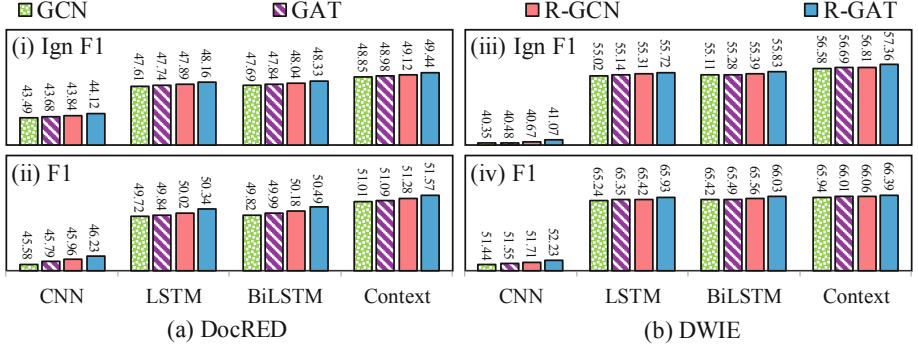 GCN GAT R-GCN R-GAT
(i) Ign F1
43.49 43.68 43.84 44.12 47.61 47.74 47.89 48.16 47.69 47.84 48.04 48.33 48.85 48.98 49.12 49.44
(iii) Ign F1
40.35 40.48 40.67 41.07 55.02 55.14 55.31 55.72 55.11 55.28 55.39 55.83 56.58 56.69 56.81 57.36
(ii) F1
45.58 45.79 45.96 46.23 49.72 49.84 50.02 50.34 49.82 49.99 50.18 50.49 51.01 51.09 51.28 51.57
(iv) F1
51.44 51.55 51.71 52.23 65.24 65.35 65.42 65.93 65.42 65.49 65.56 66.03 65.94 66.01 66.06 66.39
CNN LSTM BiLSTM Context CNN LSTM BiLSTM Context
(a) DocRED (b) DWIE